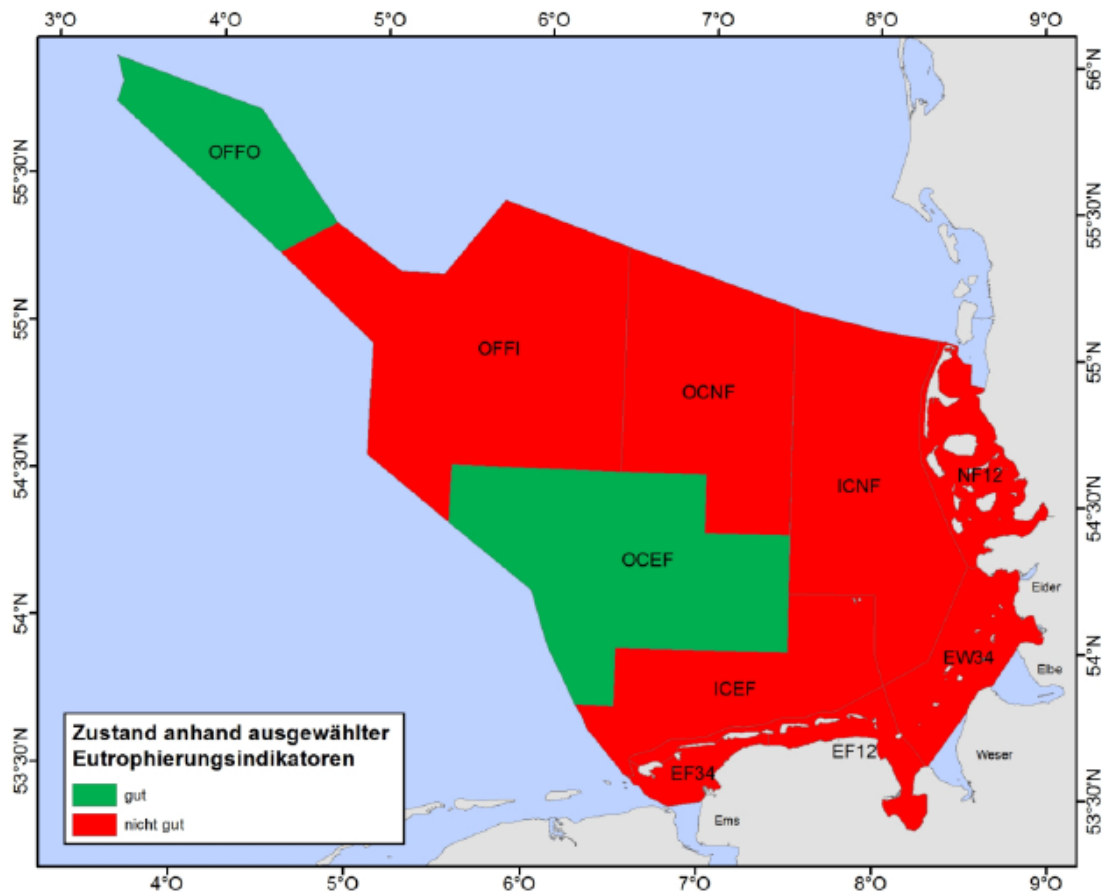 3°O 4°O 5°O 6°O 7°O 8°O 9°O
56°N
OFFO
55°30'N
55°30'N
55°N
OFFI
55°N
OCNF
54°30'N
ICNF
NF12
54°30'N
OCEF
Eider
54°N
54°N
EW34
Elbe
ICEF
Zustand anhand ausgewählter
Eutrophierungsindikatoren
gut
nicht gut
53°30'N
EF12
Weser
EF34
53°30'N
Ems
4°O 5°O 6°O 7°O 8°O 9°O